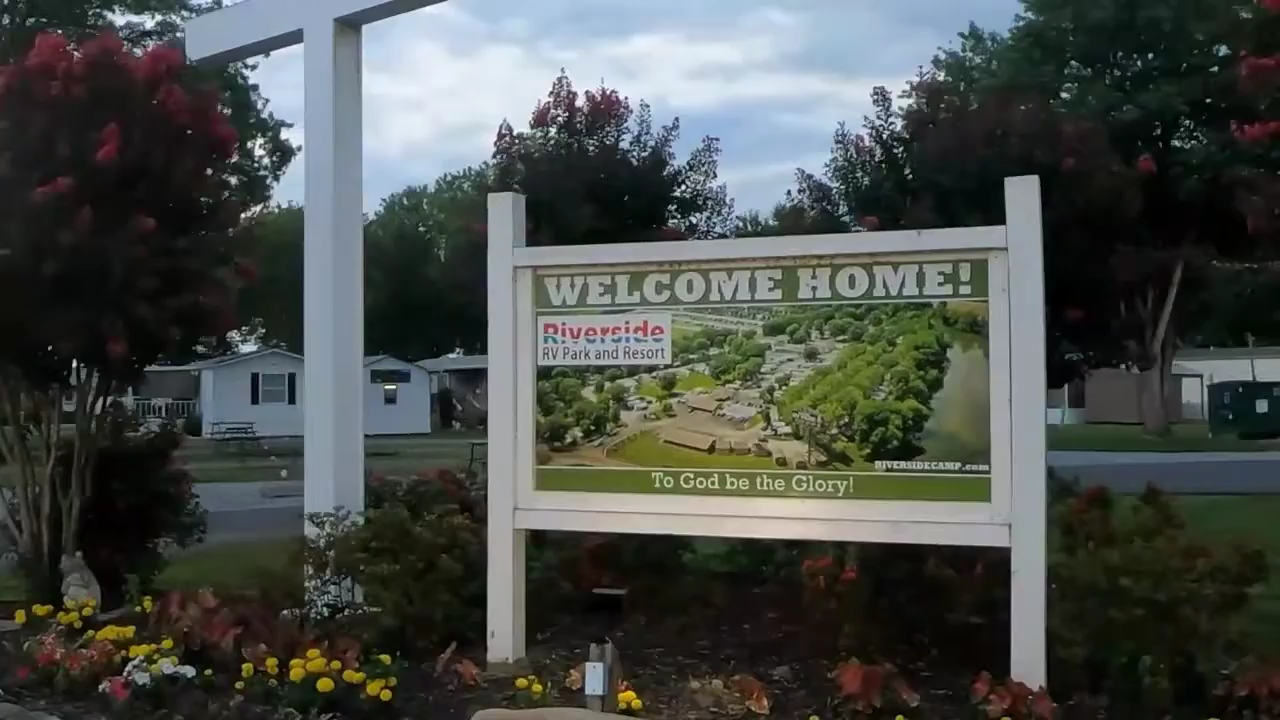 WELCOME HOME!
Riverside
RV Park and Resort
RIVERSIDECAMP.com
To God be the Glory!